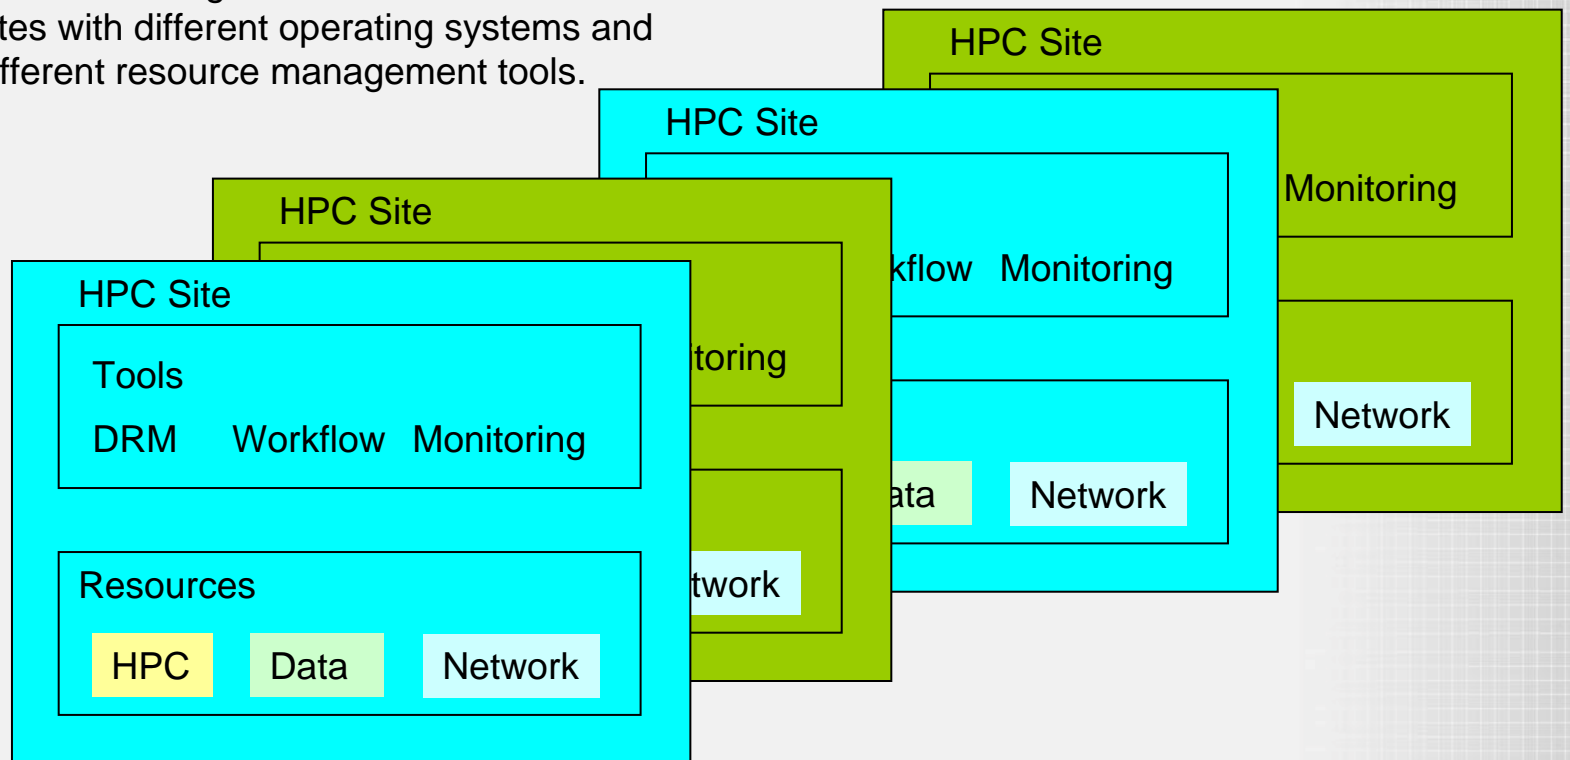 tes with different operating systems and
fferent resource management tools.
HPC Site
Monitoring
Network
HPC Site
kflow Monitoring
ata Network
HPC Site
itoring
twork
HPC Site
Tools
DRM Workflow Monitoring
Resources
HPC Data Network